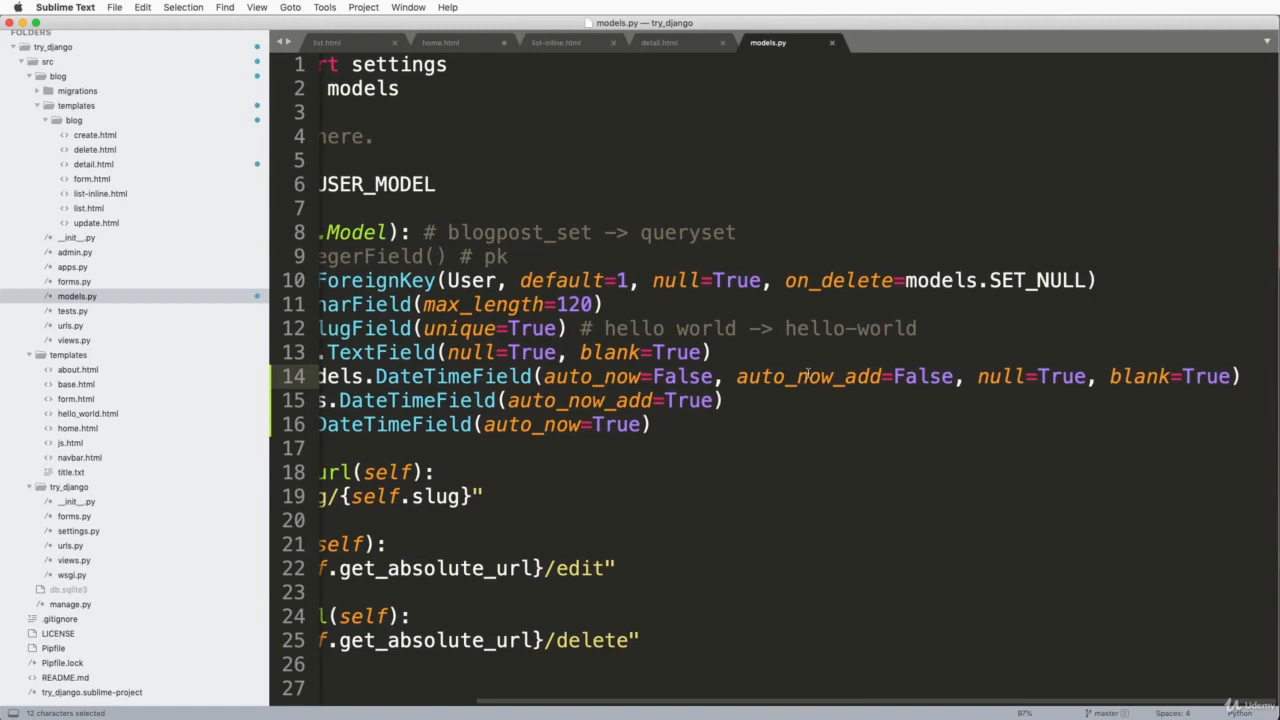 Sublime Text File Edit Selection Find View Goto Tools Project Window Help
models.py — try_django
FOLDERS
try_django
src
blog
migrations
templates
blog
create.html
delete.html
detail.html
form.html
list-inline.html
list.html
update.html
__init__.py
admin.py
apps.py
forms.py
models.py
tests.py
urls.py
views.py
templates
about.html
base.html
form.html
hello_world.html
home.html
js.html
navbar.html
title.txt
try_django
__init__.py
forms.py
settings.py
urls.py
views.py
wsgi.py
db.sqlite3
manage.py
.gitignore
LICENSE
Pipfile
Pipfile.lock
README.md
try_django.sublime-project
list.html home.html list-inline.html detail.html models.py
1 rt settings
2 models
3
4 here.
5
6 USER_MODEL
7
8 .Model): # blogpost_set -> queryset
9 egerField() # pk
10 ForeignKey(User, default=1, null=True, on_delete=models.SET_NULL)
11 harField(max_length=120)
12 lugField(unique=True) # hello world -> hello-world
13 .TextField(null=True, blank=True)
14 dels.DateTimeField(auto_now=False, auto_now_add=False, null=True, blank=True)
15 s.DateTimeField(auto_now_add=True)
16 DateTimeField(auto_now=True)
17
18 url(self):
19 g/{self.slug}"
20
21 self):
22 f.get_absolute_url}/edit"
23
24 l(self):
25 f.get_absolute_url}/delete"
26
27
12 characters selected 97% master 7 Spaces: 4 Python
Udemy